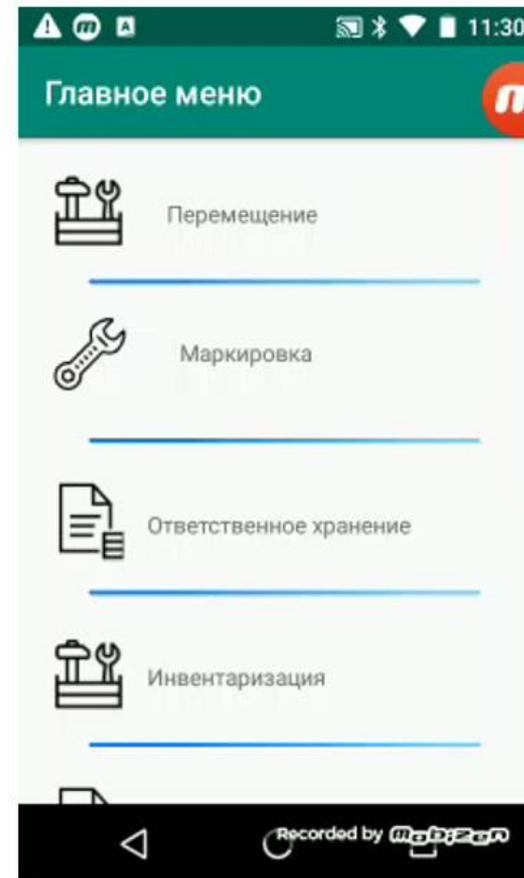 11:30
Главное меню
Перемещение
Маркировка
Ответственное хранение
Инвентаризация
Recorded by mobizen